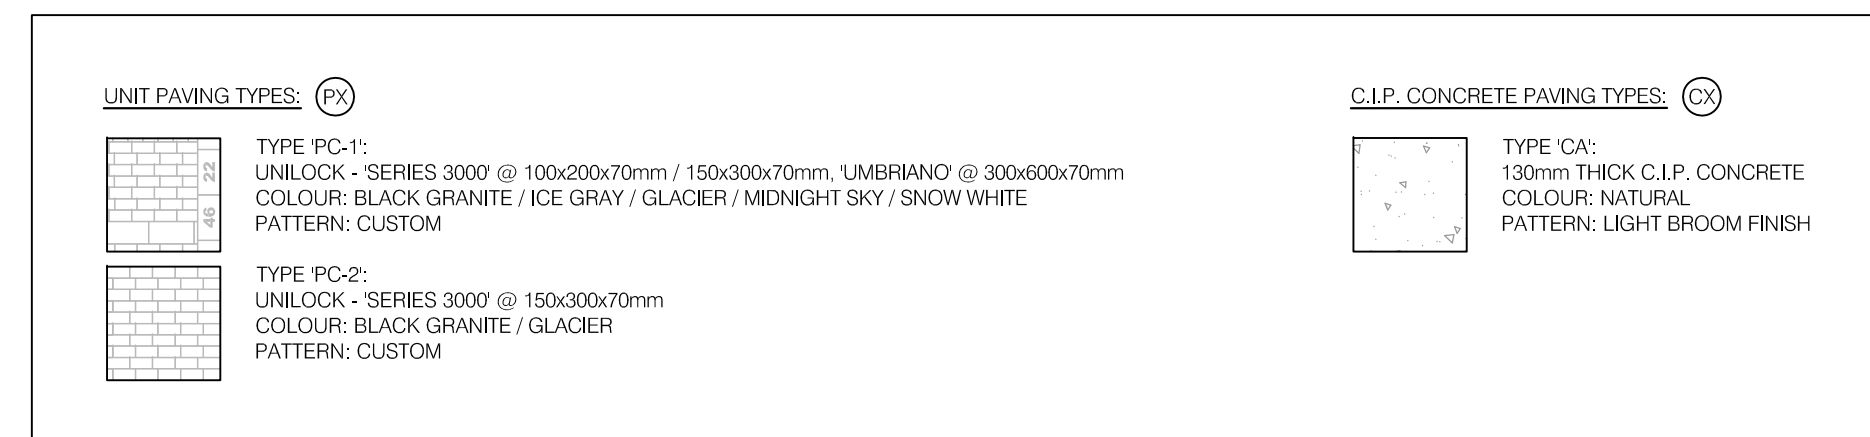 UNIT PAVING TYPES: PX
22
46
TYPE 'PC-1':
UNILOCK - 'SERIES 3000' @ 100x200x70mm / 150x300x70mm, 'UMBRIANO' @ 300x600x70mm
COLOUR: BLACK GRANITE / ICE GRAY / GLACIER / MIDNIGHT SKY / SNOW WHITE
PATTERN: CUSTOM
TYPE 'PC-2':
UNILOCK - 'SERIES 3000' @ 150x300x70mm
COLOUR: BLACK GRANITE / GLACIER
PATTERN: CUSTOM
C.I.P. CONCRETE PAVING TYPES: CX
TYPE 'CA':
130mm THICK C.I.P. CONCRETE
COLOUR: NATURAL
PATTERN: LIGHT BROOM FINISH